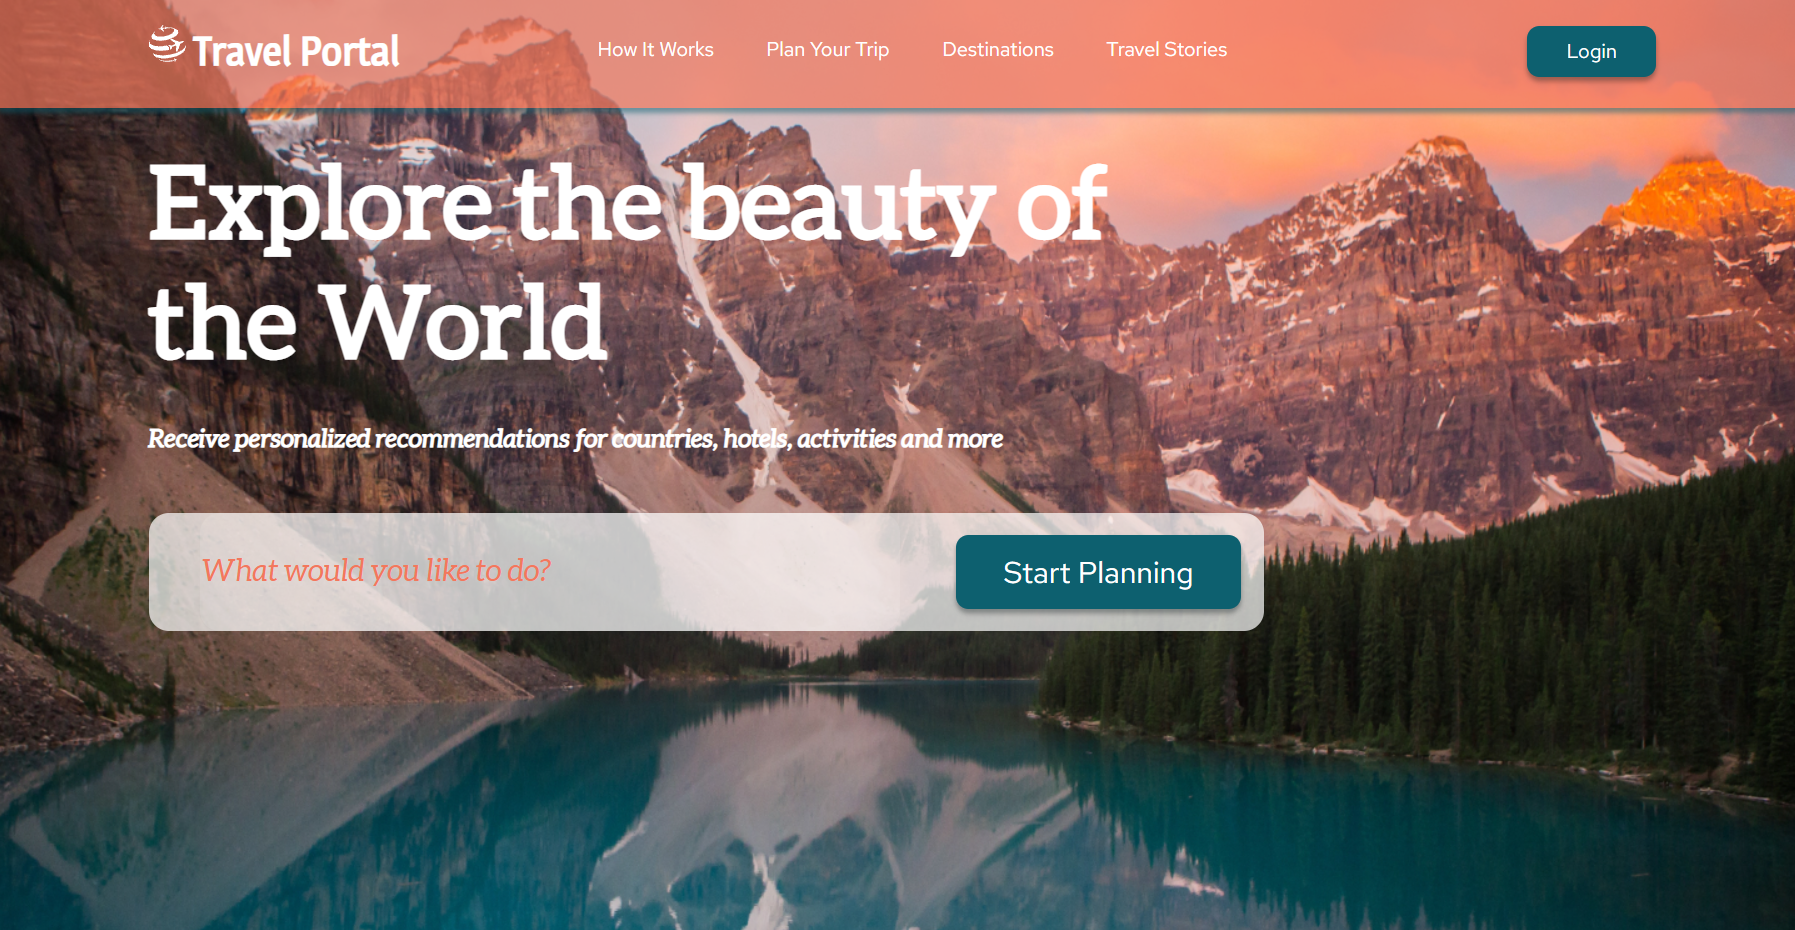 Travel Portal
How It Works
Plan Your Trip
Destinations
Travel Stories
Login
Explore the beauty of
the World
Receive personalized recommendations for countries, hotels, activities and more
What would you like to do?
Start Planning